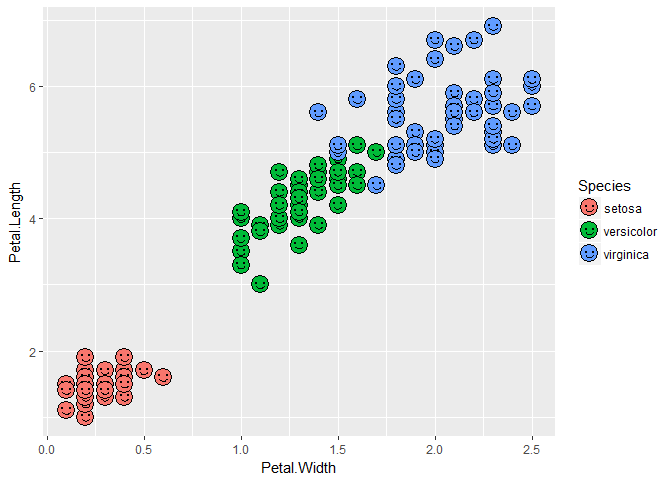 6
4
2
0.0 0.5 1.0 1.5 2.0 2.5
Petal.Width
Petal.Length
Species
setosa
versicolor
virginica